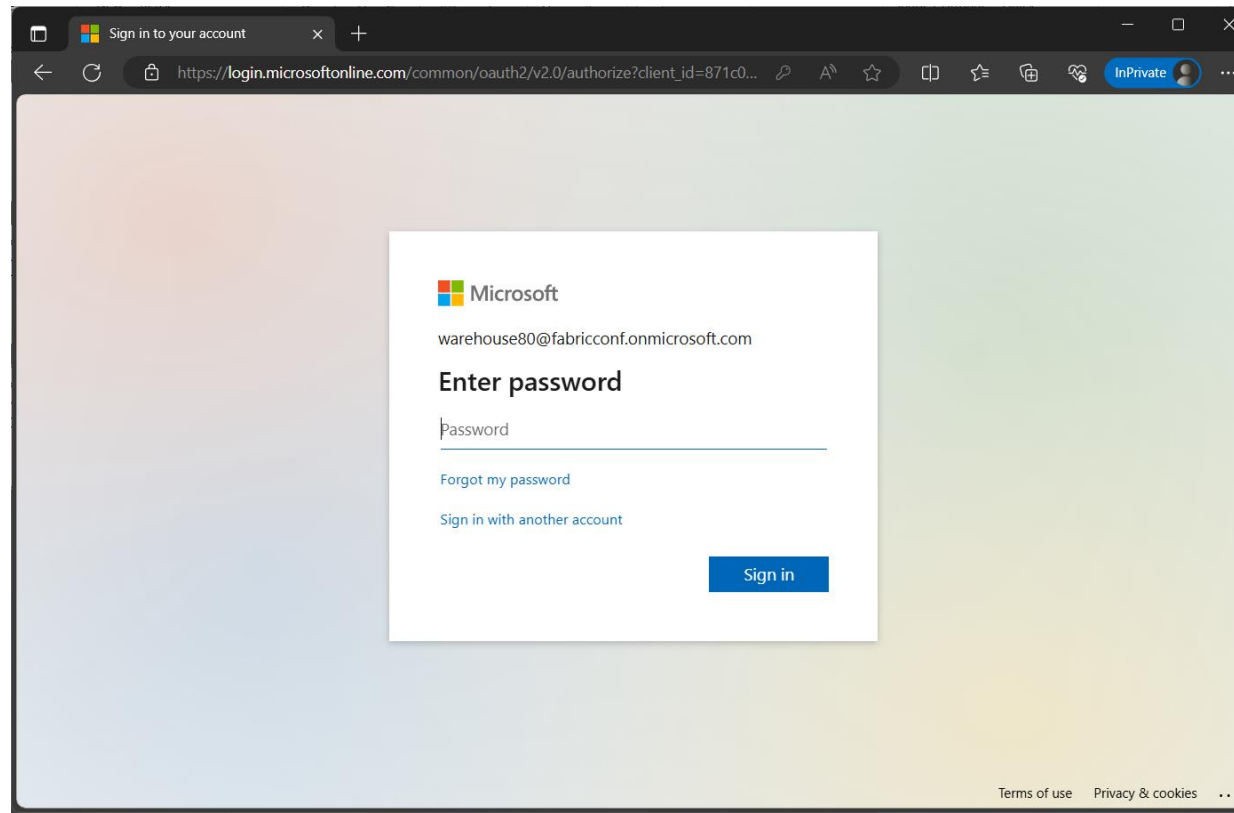 Sign in to your account
https://login.microsoftonline.com/common/oauth2/v2.0/authorize?client_id=871c0...
InPrivate
Microsoft
warehouse80@fabricconf.onmicrosoft.com
Enter password
Password
Forgot my password
Sign in with another account
Sign in
Terms of use Privacy & cookies